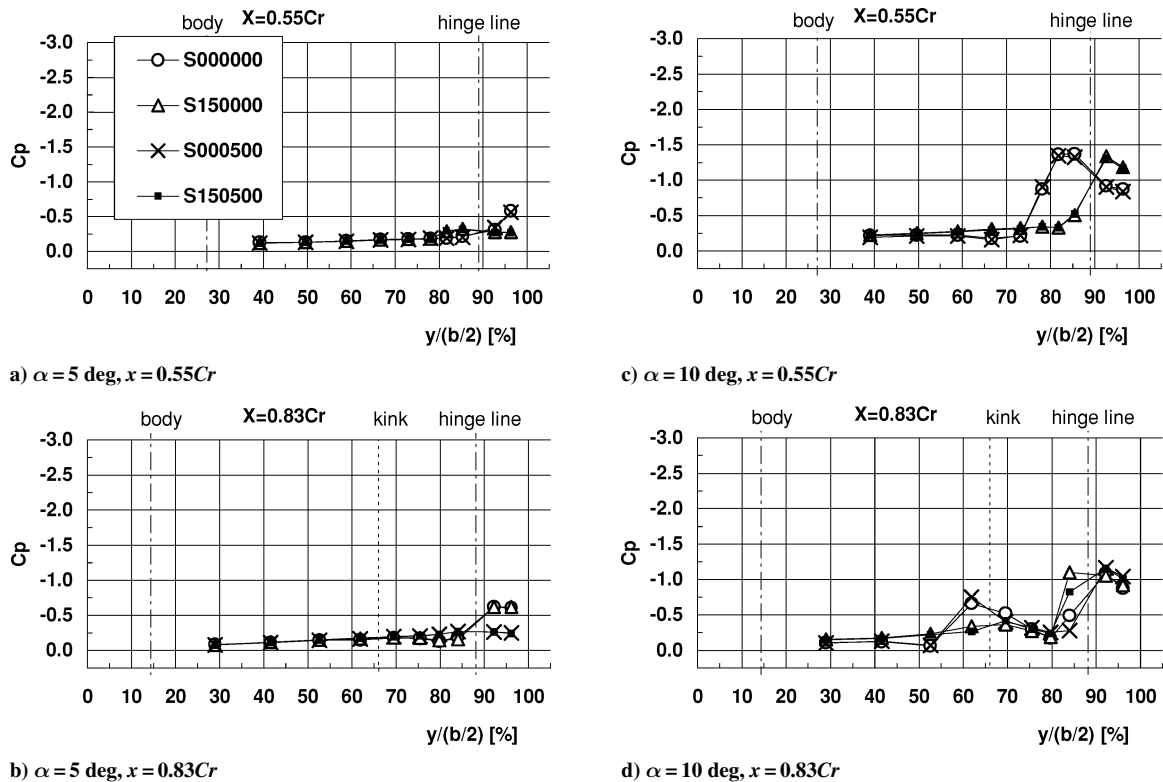 body X=0.55Cr hinge line
-3.0
-2.5
-2.0
-1.5
-1.0
-0.5
0.0
Cp
S000000
S150000
S000500
S150500
0 10 20 30 40 50 60 70 80 90 100
y/(b/2) [%]
a) α = 5 deg, x = 0.55Cr
body X=0.55Cr hinge line
-3.0
-2.5
-2.0
-1.5
-1.0
-0.5
0.0
Cp
0 10 30 30 40 50 60 70 80 90 100
y/(b/2) [%]
c) α = 10 deg, x = 0.55Cr
body X=0.83Cr kink hinge line
-3.0
-2.5
-2.0
-1.5
-1.0
-0.5
0.0
Cp
0 10 20 30 40 50 60 70 80 90 100
y/(b/2) [%]
b) α = 5 deg, x = 0.83Cr
body X=0.83Cr kink hinge line
-3.0
-2.5
-2.0
-1.5
-1.0
-0.5
0.0
Cp
0 10 20 30 40 50 60 70 80 90 100
y/(b/2) [%]
d) α = 10 deg, x = 0.83Cr